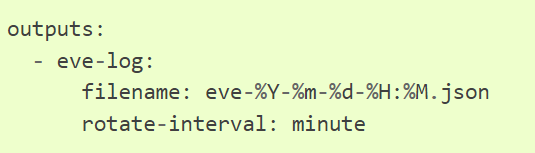 outputs:
  - eve-log:
      filename: eve-%Y-%m-%d-%H:%M.json
      rotate-interval: minute